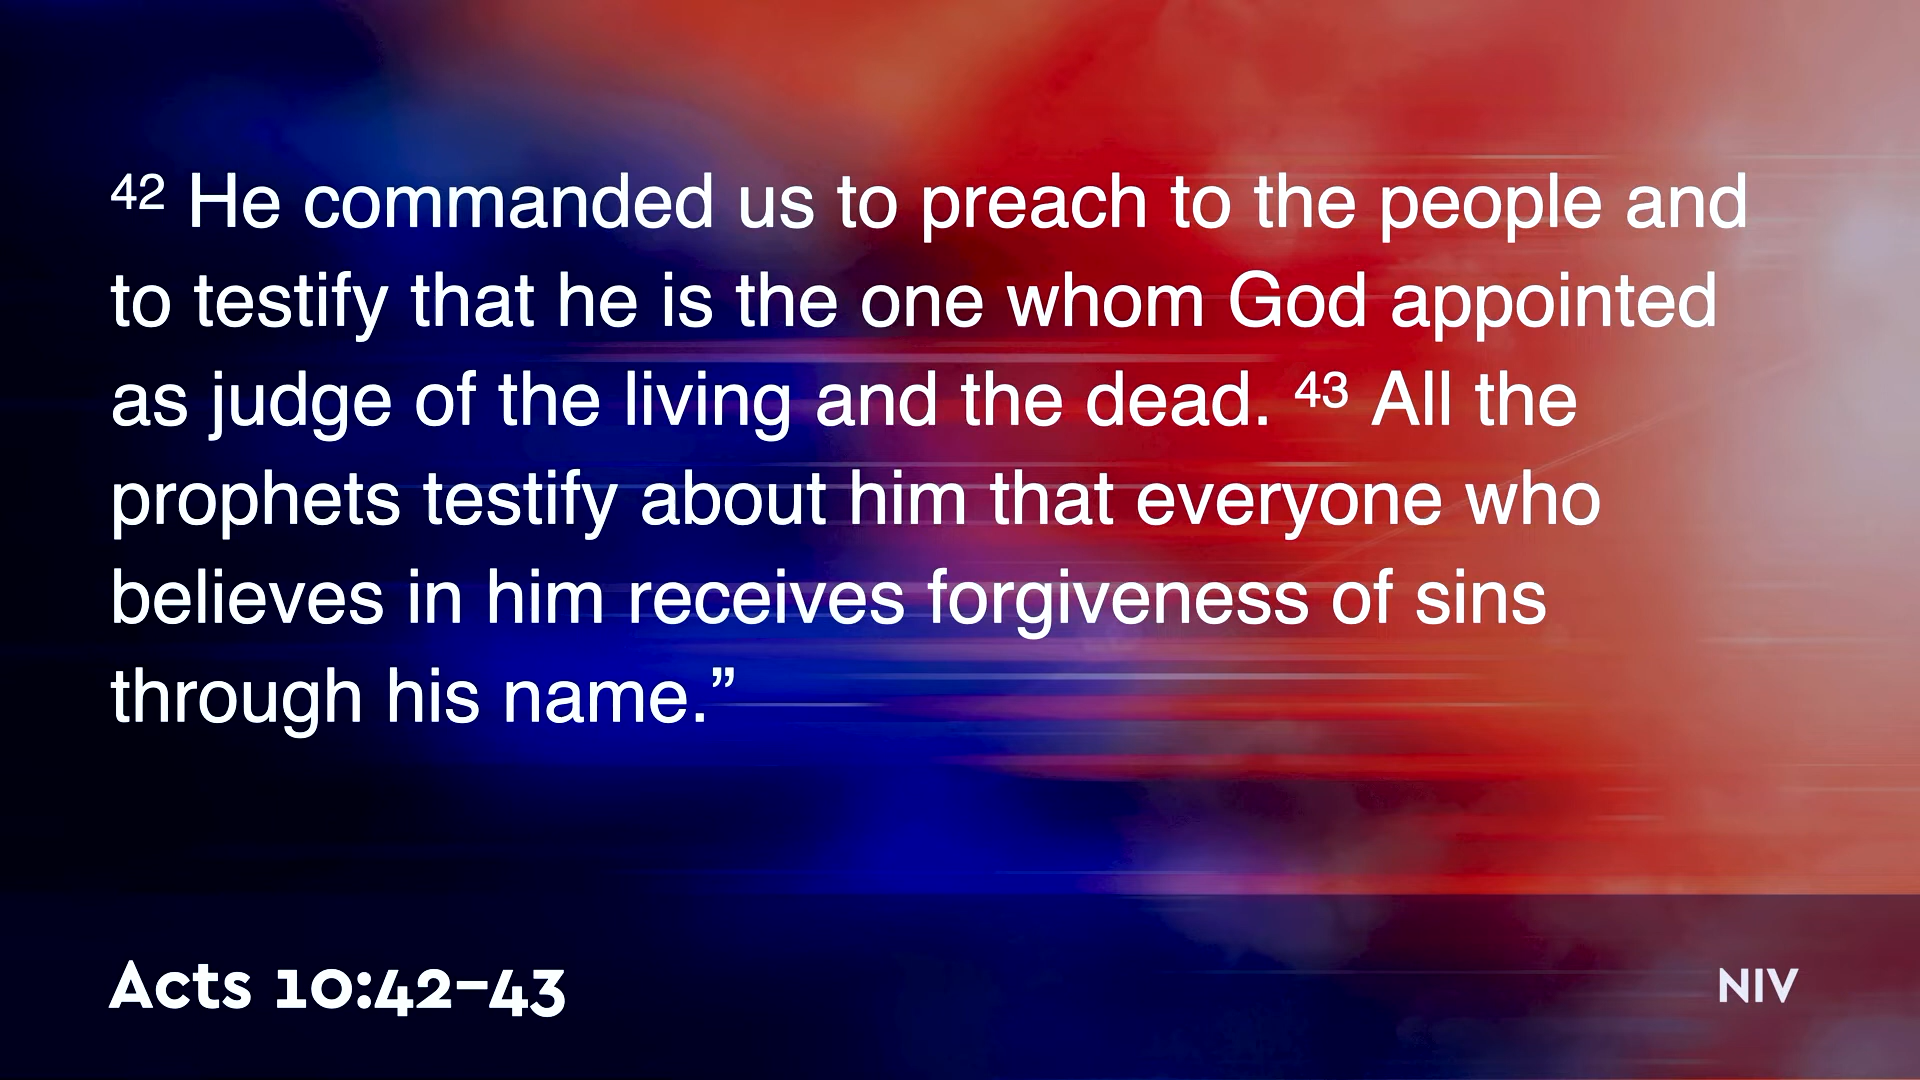 42 He commanded us to preach to the people and
to testify that he is the one whom God appointed
as judge of the living and the dead. 43 All the
prophets testify about him that everyone who
believes in him receives forgiveness of sins
through his name.”
Acts 10:42–43
NIV